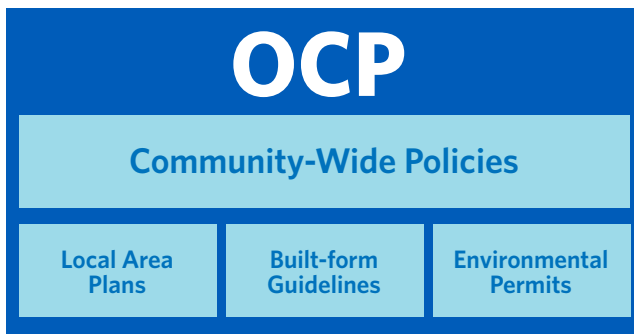 OCP
Community-Wide Policies
Local Area
Plans
Built-form
Guidelines
Environmental
Permits